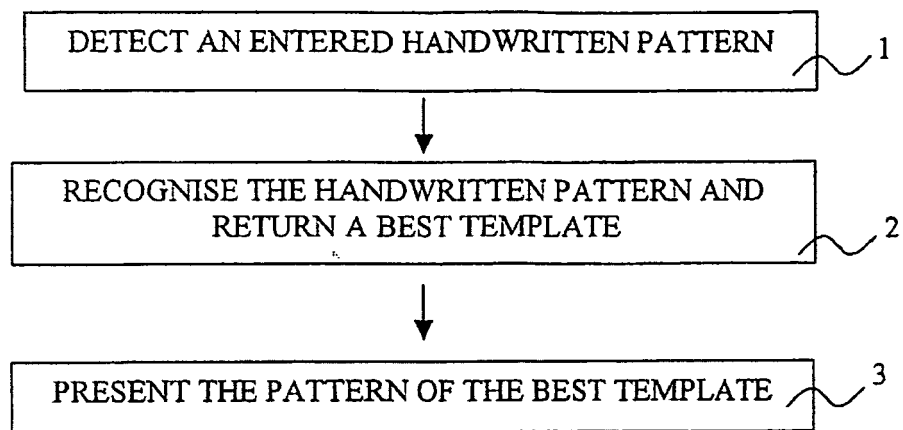 DETECT AN ENTERED HANDWRITTEN PATTERN
1
RECOGNISE THE HANDWRITTEN PATTERN AND
RETURN A BEST TEMPLATE
2
PRESENT THE PATTERN OF THE BEST TEMPLATE
3